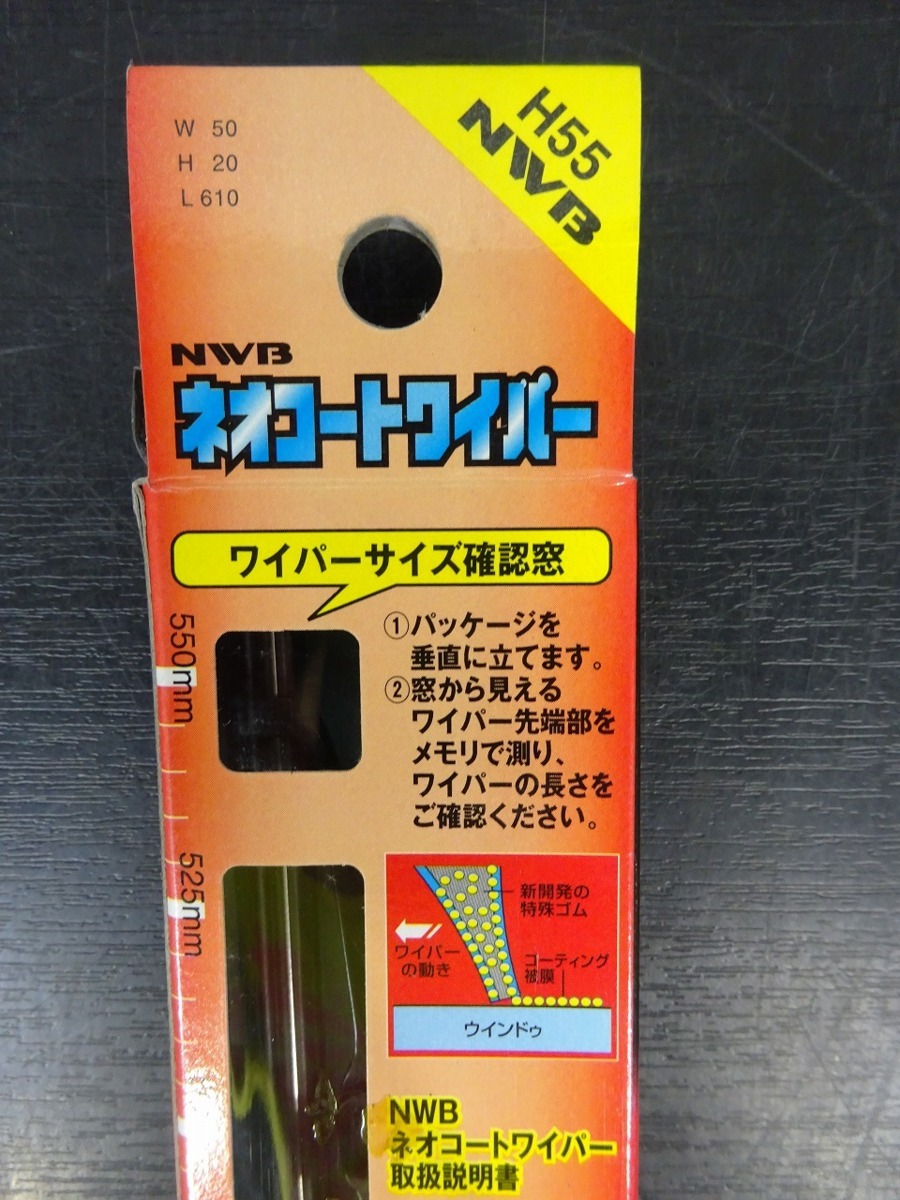 W 50
H 20
L 610
H55
NWB
NWB
ネオコートワイパー
ワイパーサイズ確認窓
①パッケージを
垂直に立てます。
②窓から見える
ワイパー先端部を
メモリで測り、
ワイパーの長さを
ご確認ください。
550mm
525mm
新開発の
特殊ゴム
ワイパー
の動き
コーティング
被膜
ウインドゥ
NWB
ネオコートワイパー
取扱説明書